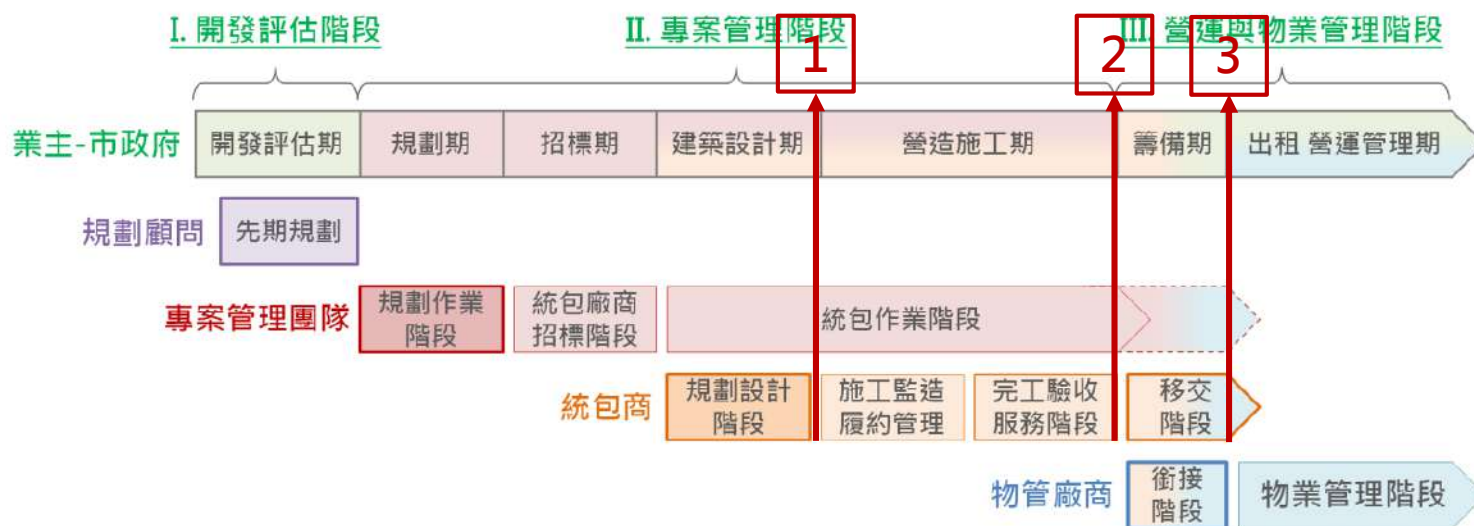 I. 開發評估階段
II. 專案管理階段
III. 營運與物業管理階段
1
2
3
業主-市政府
開發評估期
規劃期
招標期
建築設計期
營造施工期
籌備期
出租 營運管理期
規劃顧問
先期規劃
專案管理團隊
規劃作業
階段
統包廠商
招標階段
統包作業階段
統包商
規劃設計
階段
施工監造
履約管理
完工驗收
服務階段
移交
階段
物管廠商
銜接
階段
物業管理階段